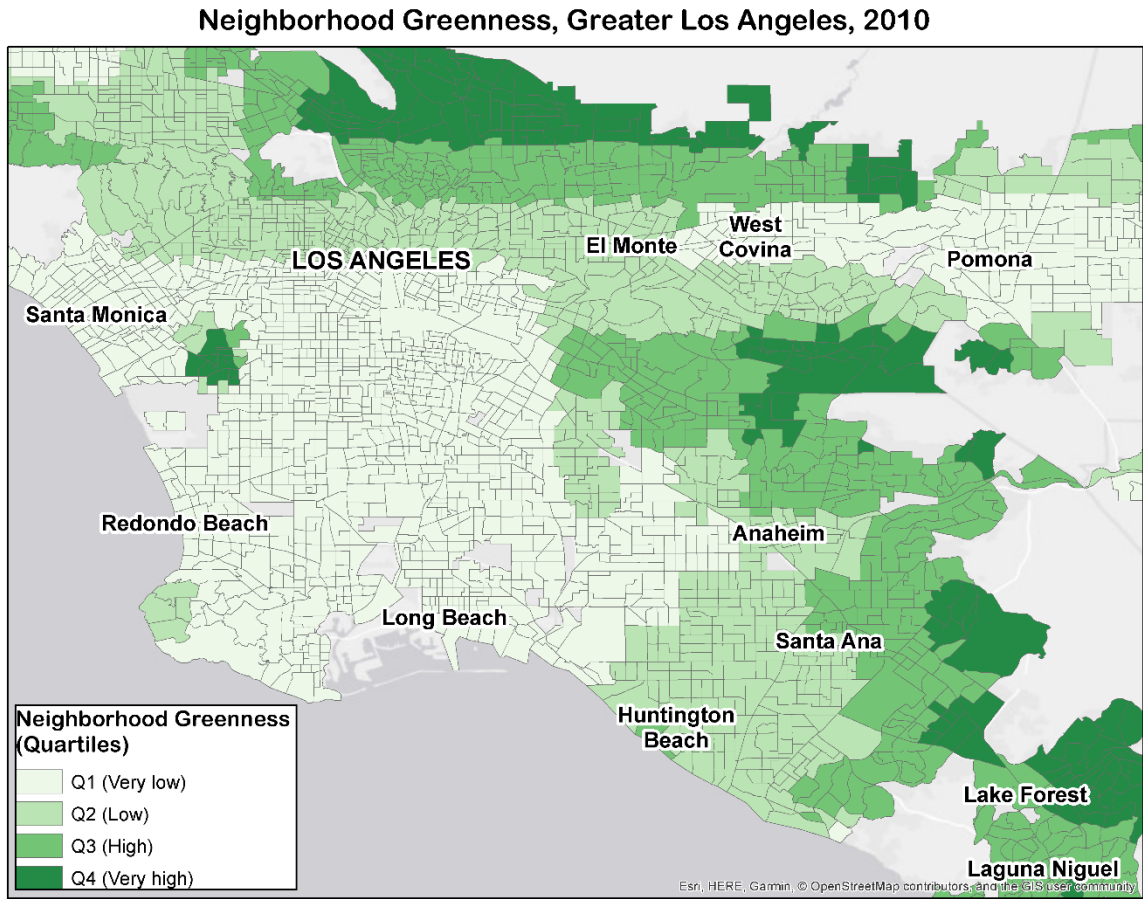 Neighborhood Greenness, Greater Los Angeles, 2010
West
Covina
El Monte
LOS ANGELES
Pomona
Santa Monica
Redondo Beach
Anaheim
Long Beach
Santa Ana
Huntington
Beach
Lake Forest
Laguna Niguel
Neighborhood Greenness
(Quartiles)
Q1 (Very low)
Q2 (Low)
Q3 (High)
Q4 (Very high)
Esri, HERE, Garmin, © OpenStreetMap contributors, and the GIS user community